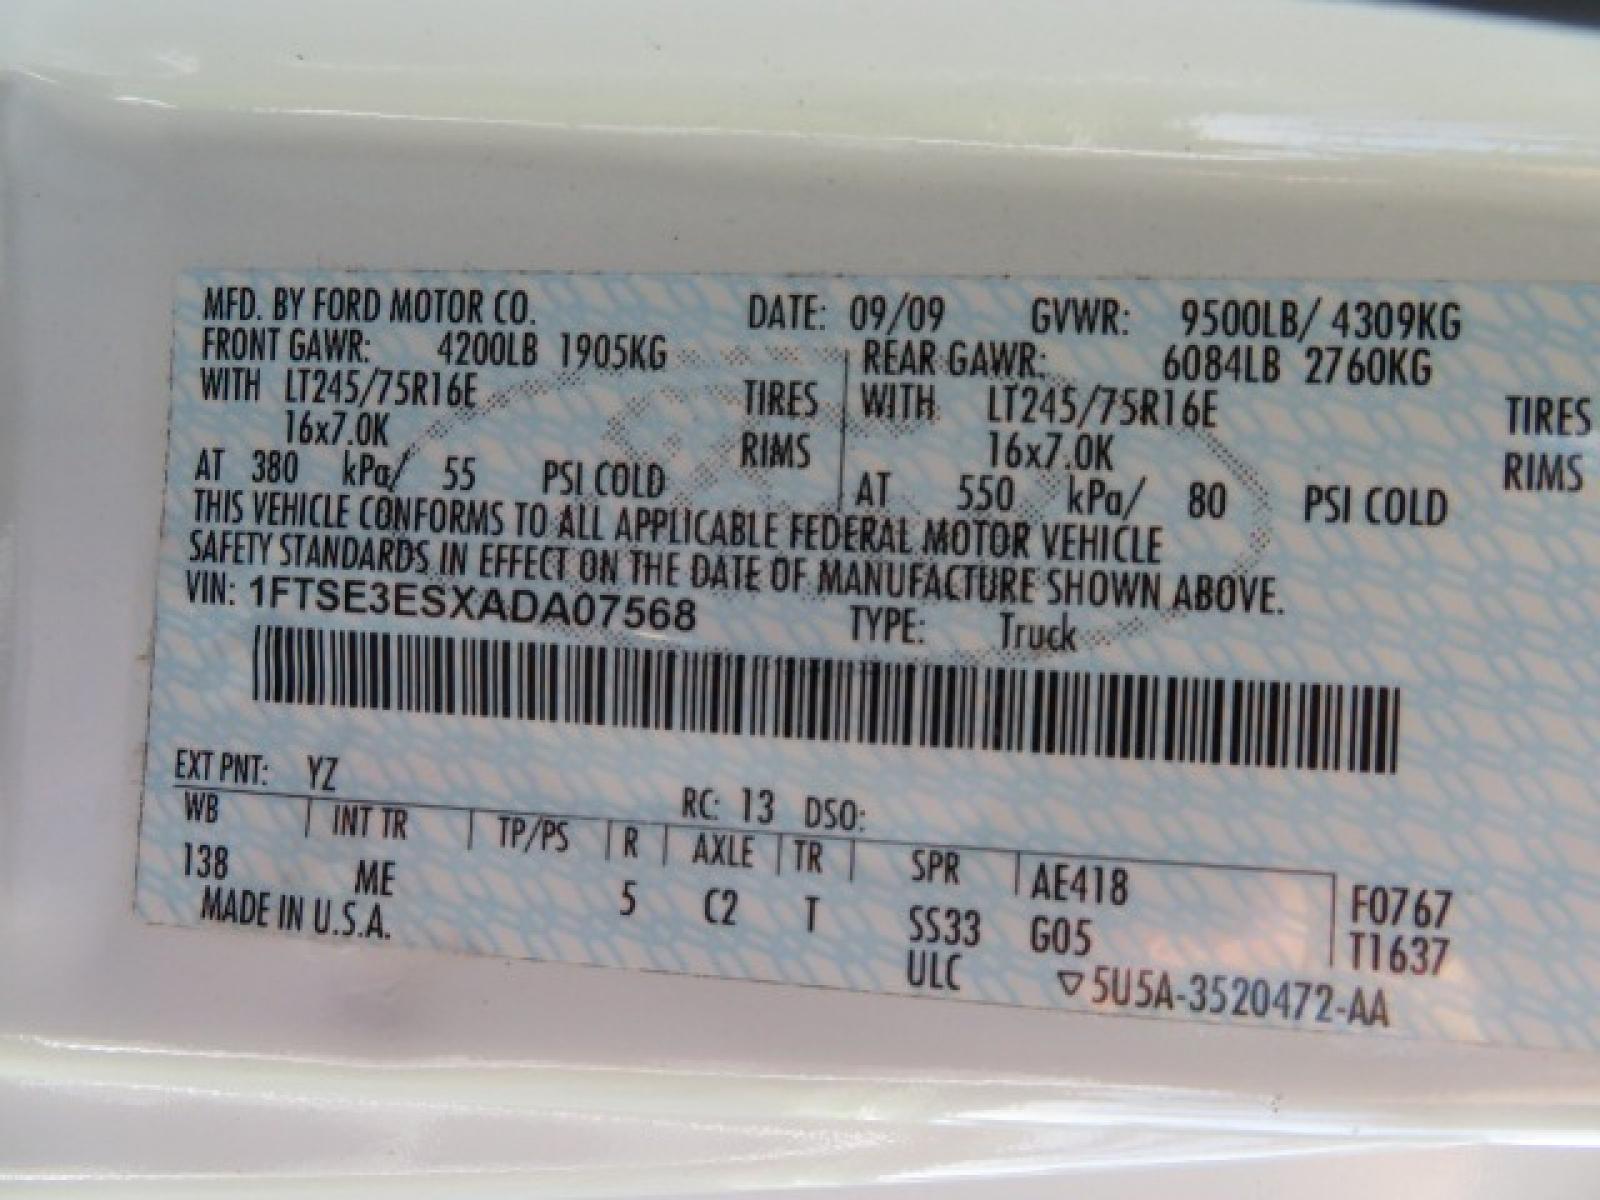 MFD. BY FORD MOTOR CO. DATE: 09/09 GVWR: 9500LB/ 4309KG
FRONT GAWR: 4200LB 1905KG REAR GAWR: 6084LB 2760KG
WITH LT245/75R16E TIRES WITH LT245/75R16E TIRES
16x7.0K RIMS 16x7.0K RIMS
AT 380 kPa/ 55 PSI COLD AT 550 kPa/ 80 PSI COLD
THIS VEHICLE CONFORMS TO ALL APPLICABLE FEDERAL MOTOR VEHICLE
SAFETY STANDARDS IN EFFECT ON THE DATE OF MANUFACTURE SHOWN ABOVE.
VIN: 1FTSE3ESXADA07568 TYPE: Truck
EXT PNT: YZ RC: 13 DSO:
WB INT TR TP/PS R AXLE TR SPR AE418 F0767
138 ME 5 C2 T SS33 G05 T1637
MADE IN U.S.A. ULC ▽5U5A-3520472-AA